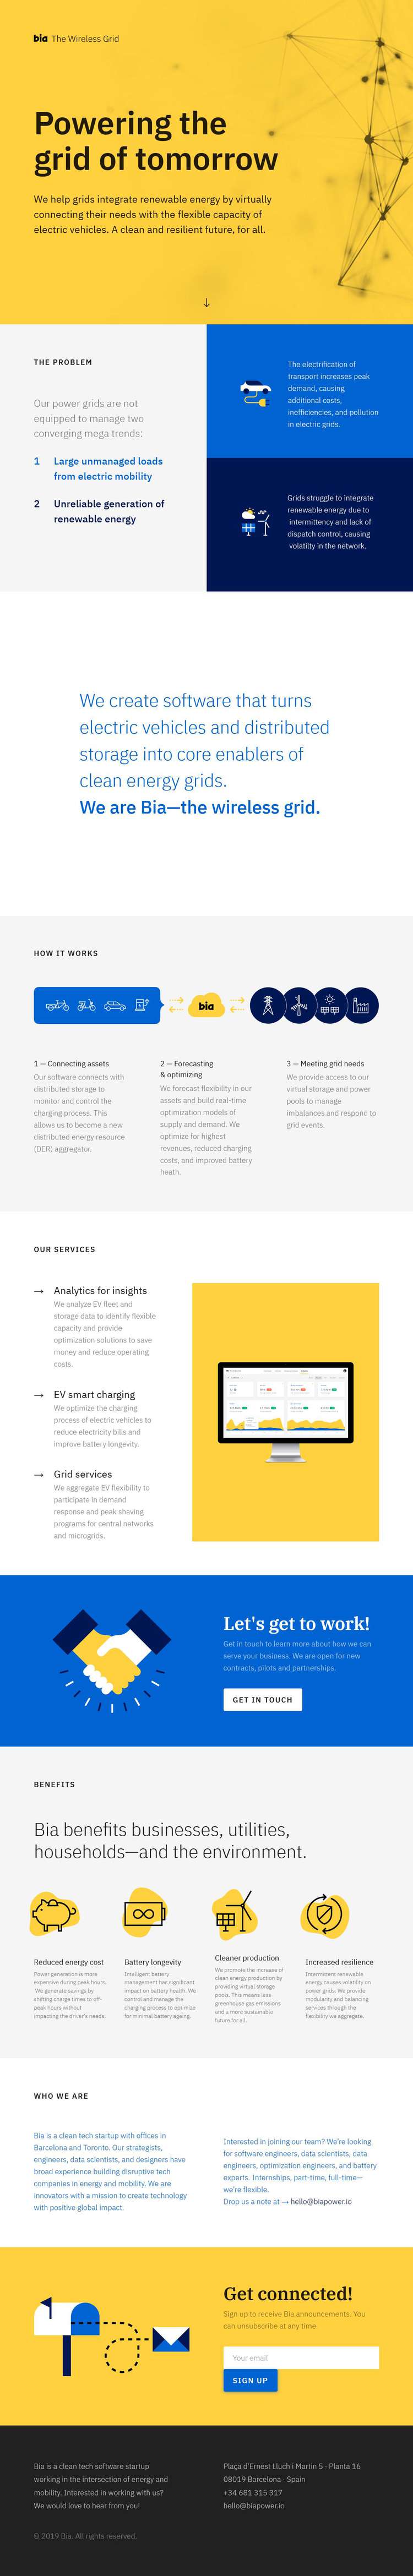 bia The Wireless Grid
Powering the
grid of tomorrow
We help grids integrate renewable energy by virtually
connecting their needs with the flexible capacity of
electric vehicles. A clean and resilient future, for all.
THE PROBLEM
Our power grids are not
equipped to manage two
converging mega trends:
1 Large unmanaged loads
from electric mobility
2 Unreliable generation of
renewable energy
The electrification of
transport increases peak
demand, causing
additional costs,
inefficiencies, and pollution
in electric grids.
Grids struggle to integrate
renewable energy due to
intermittency and lack of
dispatch control, causing
volatilty in the network.
We create software that turns
electric vehicles and distributed
storage into core enablers of
clean energy grids.
We are Bia—the wireless grid.
HOW IT WORKS
bia
1 — Connecting assets
Our software connects with
distributed storage to
monitor and control the
charging process. This
allows us to become a new
distributed energy resource
(DER) aggregator.
2 — Forecasting
& optimizing
We forecast flexibility in our
assets and build real-time
optimization models of
supply and demand. We
optimize for highest
revenues, reduced charging
costs, and improved battery
heath.
3 — Meeting grid needs
We provide access to our
virtual storage and power
pools to manage
imbalances and respond to
grid events.
OUR SERVICES
→ Analytics for insights
We analyze EV fleet and
storage data to identify flexible
capacity and provide
optimization solutions to save
money and reduce operating
costs.
→ EV smart charging
We optimize the charging
process of electric vehicles to
reduce electricity bills and
improve battery longevity.
→ Grid services
We aggregate EV flexibility to
participate in demand
response and peak shaving
programs for central networks
and microgrids.
Let's get to work!
Get in touch to learn more about how we can
serve your business. We are open for new
contracts, pilots and partnerships.
GET IN TOUCH
BENEFITS
Bia benefits businesses, utilities,
households—and the environment.
Reduced energy cost
Power generation is more
expensive during peak hours.
We generate savings by
shifting charge times to off-
peak hours without
impacting the driver's needs.
Battery longevity
Intelligent battery
management has significant
impact on battery health. We
control and manage the
charging process to optimize
for minimal battery ageing.
Cleaner production
We promote the increase of
clean energy production by
providing virtual storage
pools. This means less
greenhouse gas emissions
and a more sustainable
future for all.
Increased resilience
Intermintent renewable
energy causes volatility on
power grids. We provide
modularity and balancing
services through the
flexibility we aggregate.
WHO WE ARE
Bia is a clean tech startup with offices in
Barcelona and Toronto. Our strategists,
engineers, data scientists, and designers have
broad experience building disruptive tech
companies in energy and mobility. We are
innovators with a mission to create technology
with positive global impact.
Interested in joining our team? We're looking
for software engineers, data scientists, data
engineers, optimization engineers, and battery
experts. Internships, part-time, full-time—
we're flexible.
Drop us a note at → hello@biapower.io
Get connected!
Sign up to receive Bia announcements. You
can unsubscribe at any time.
Your email
SIGN UP
Bia is a clean tech software startup
working in the intersection of energy and
mobility. Interested in working with us?
We would love to hear from you!
Plaça d'Ernest Lluch i Martin 5 · Planta 16
08019 Barcelona · Spain
+34 681 315 317
hello@biapower.io
© 2019 Bia. All rights reserved.